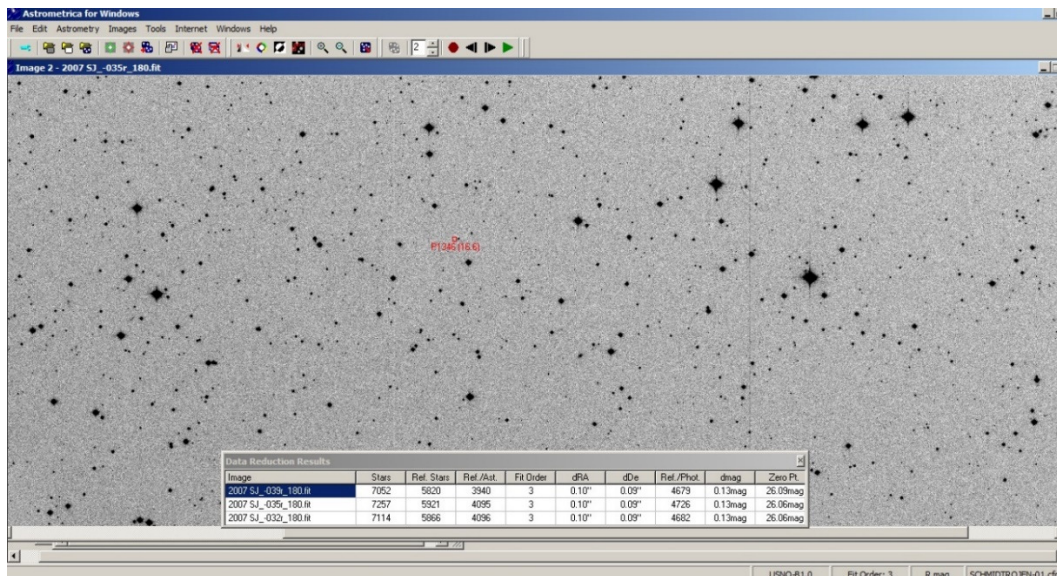 Astrometrica for Windows
File Edit Astrometry Images Tools Internet Windows Help
2
Image 2 - 2007 SJ_-035r_180.fit
Data Reduction Results
Image Stars Ref. Stars Ref./Ast. Fit Order dRA dDe Ref./Phot. dmag Zero Pt.
2007 SJ_-039r_180.fit 7052 5820 3940 3 0.10" 0.09" 4679 0.13mag 26.09mag
2007 SJ_-035r_180.fit 7257 5921 4095 3 0.10" 0.09" 4726 0.13mag 26.06mag
2007 SJ_-032r_180.fit 7114 5866 4096 3 0.10" 0.09" 4682 0.13mag 26.06mag
USNO-B1.0 Fit Order: 3 R mag SCHMIDTROJEN-01.cfg